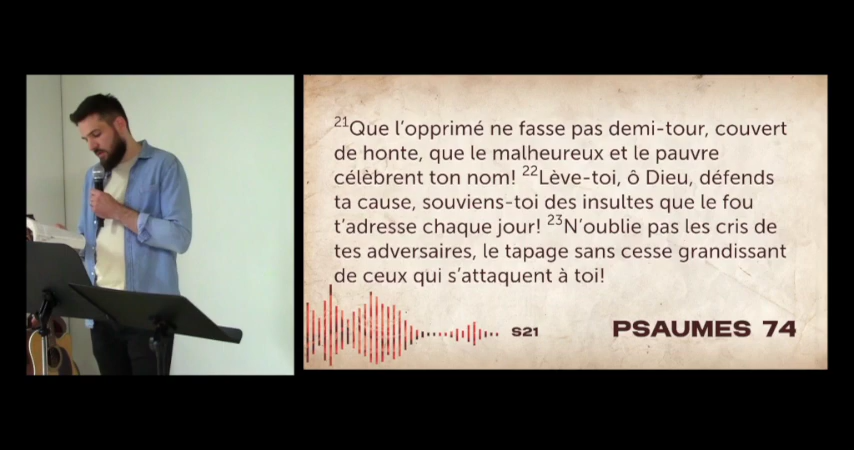 ²¹Que l’opprimé ne fasse pas demi-tour, couvert
de honte, que le malheureux et le pauvre
célèbrent ton nom! ²²Lève-toi, ô Dieu, défends
ta cause, souviens-toi des insultes que le fou
t’adresse chaque jour! ²³N’oublie pas les cris de
tes adversaires, le tapage sans cesse grandissant
de ceux qui s’attaquent à toi!
S21
PSAUMES 74